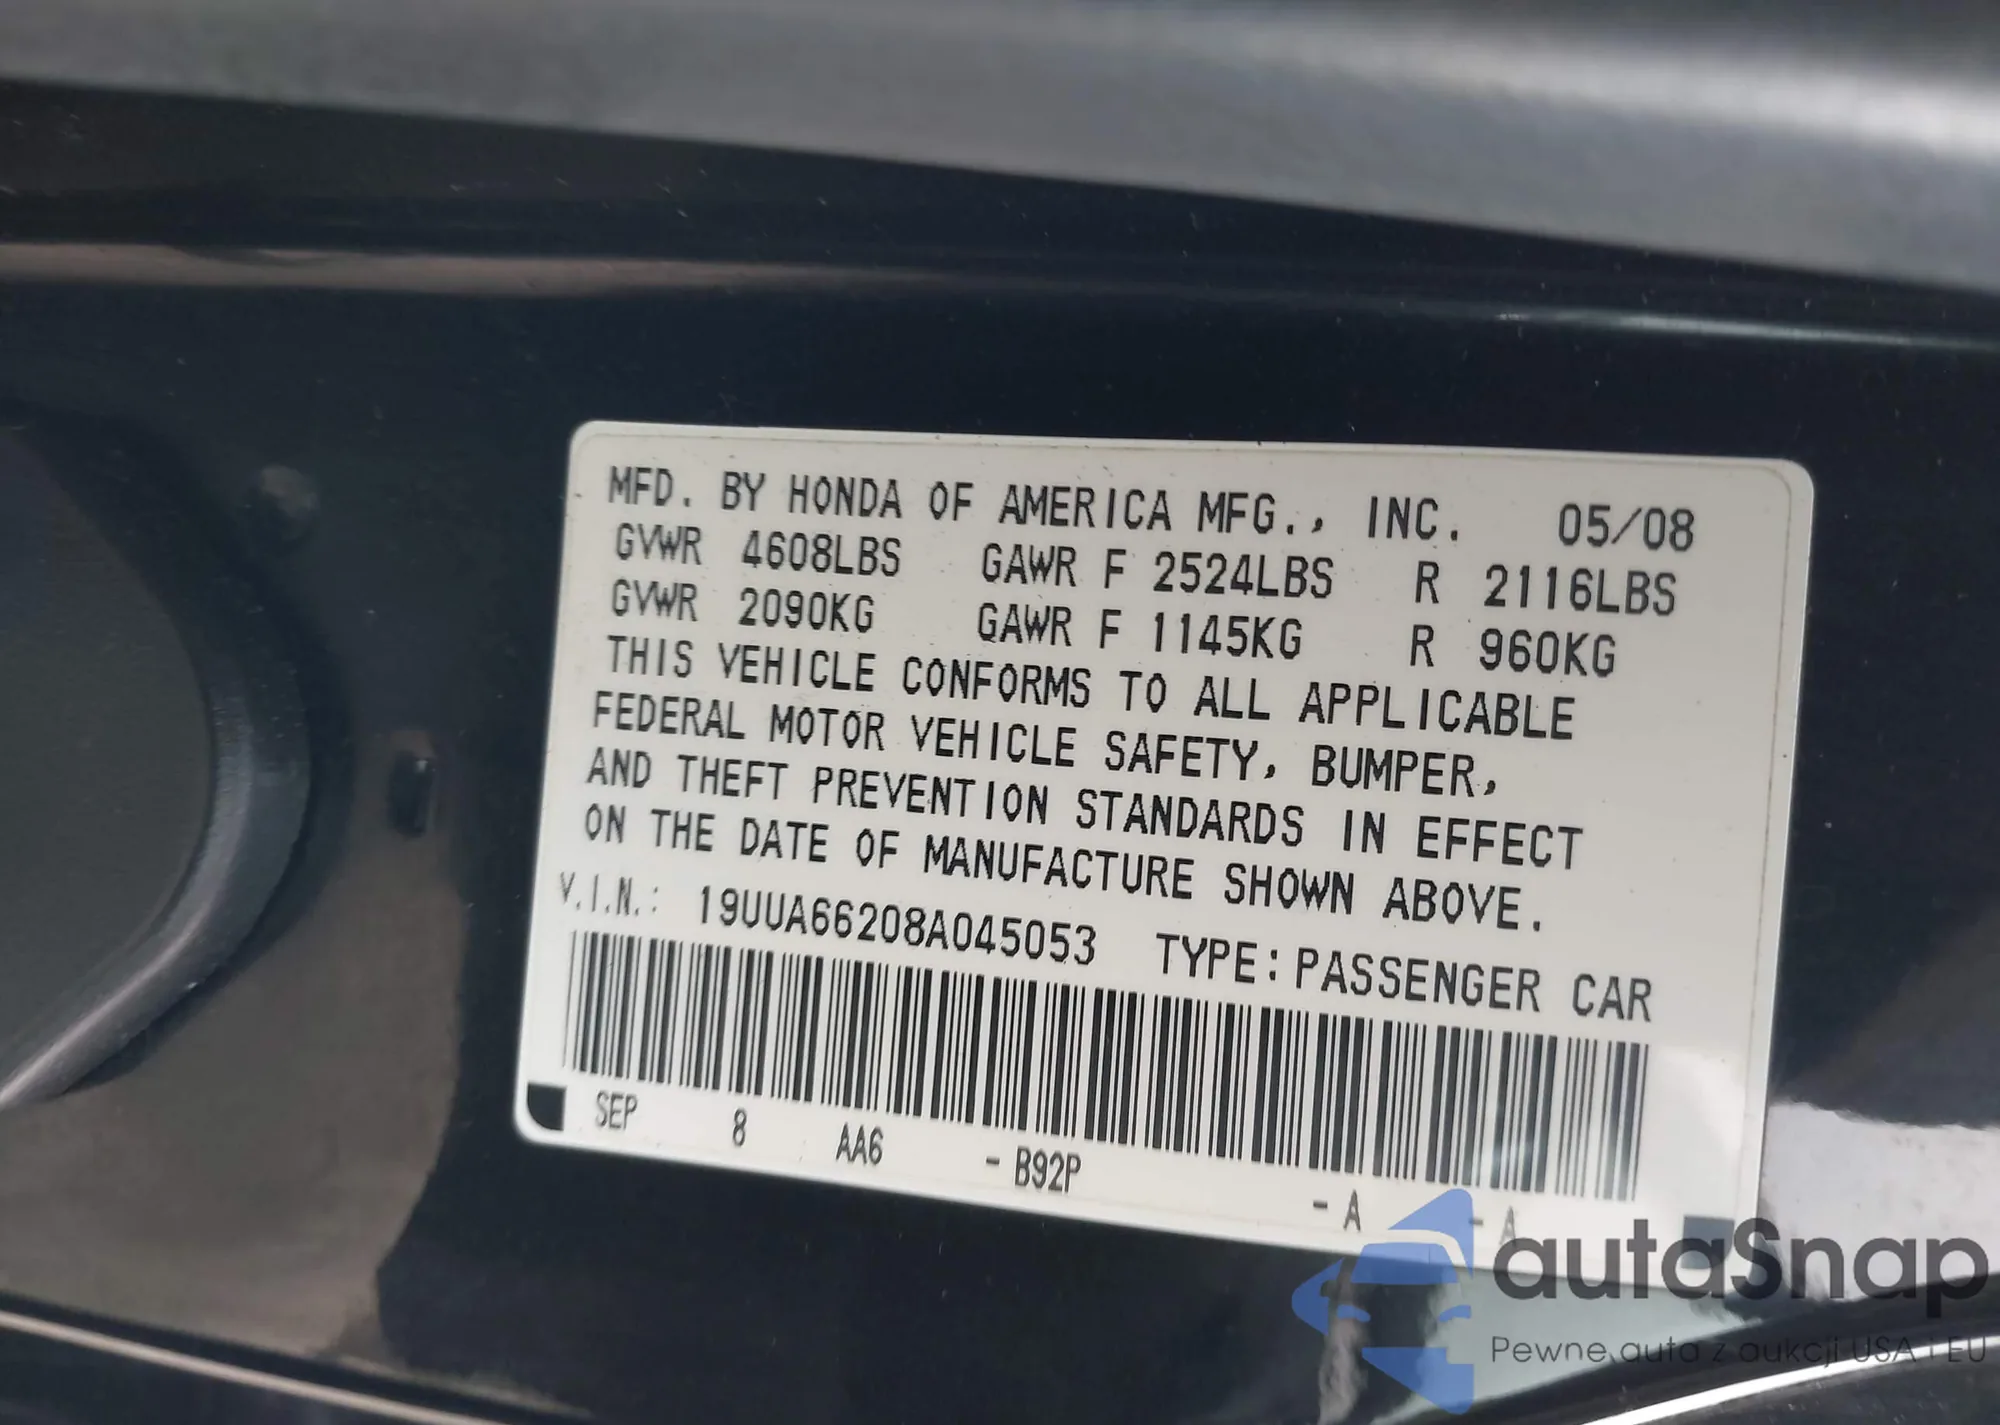 MFD. BY HONDA OF AMERICA MFG., INC. 05/08
GVWR 4608LBS GAWR F 2524LBS R 2116LBS
GVWR 2090KG GAWR F 1145KG R 960KG
THIS VEHICLE CONFORMS TO ALL APPLICABLE
FEDERAL MOTOR VEHICLE SAFETY, BUMPER,
AND THEFT PREVENTION STANDARDS IN EFFECT
ON THE DATE OF MANUFACTURE SHOWN ABOVE.
V.I.N.: 19UUA66208A045053 TYPE: PASSENGER CAR
SEP 8 AA6 - B92P - A - A
autaSnap
Pewne auta z aukcji USA i EU